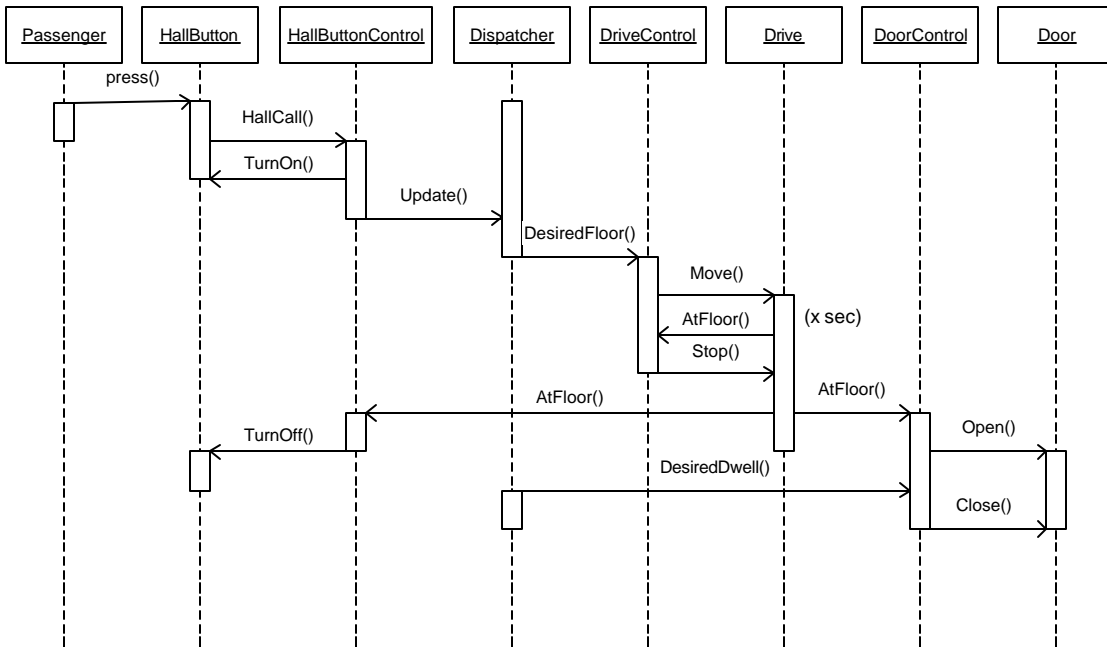 Passenger HallButton HallButtonControl Dispatcher DriveControl Drive DoorControl Door
press()
HallCall()
TurnOn()
Update()
DesiredFloor()
Move()
AtFloor() (x sec)
Stop()
AtFloor() AtFloor()
TurnOff() Open()
DesiredDwell()
Close()